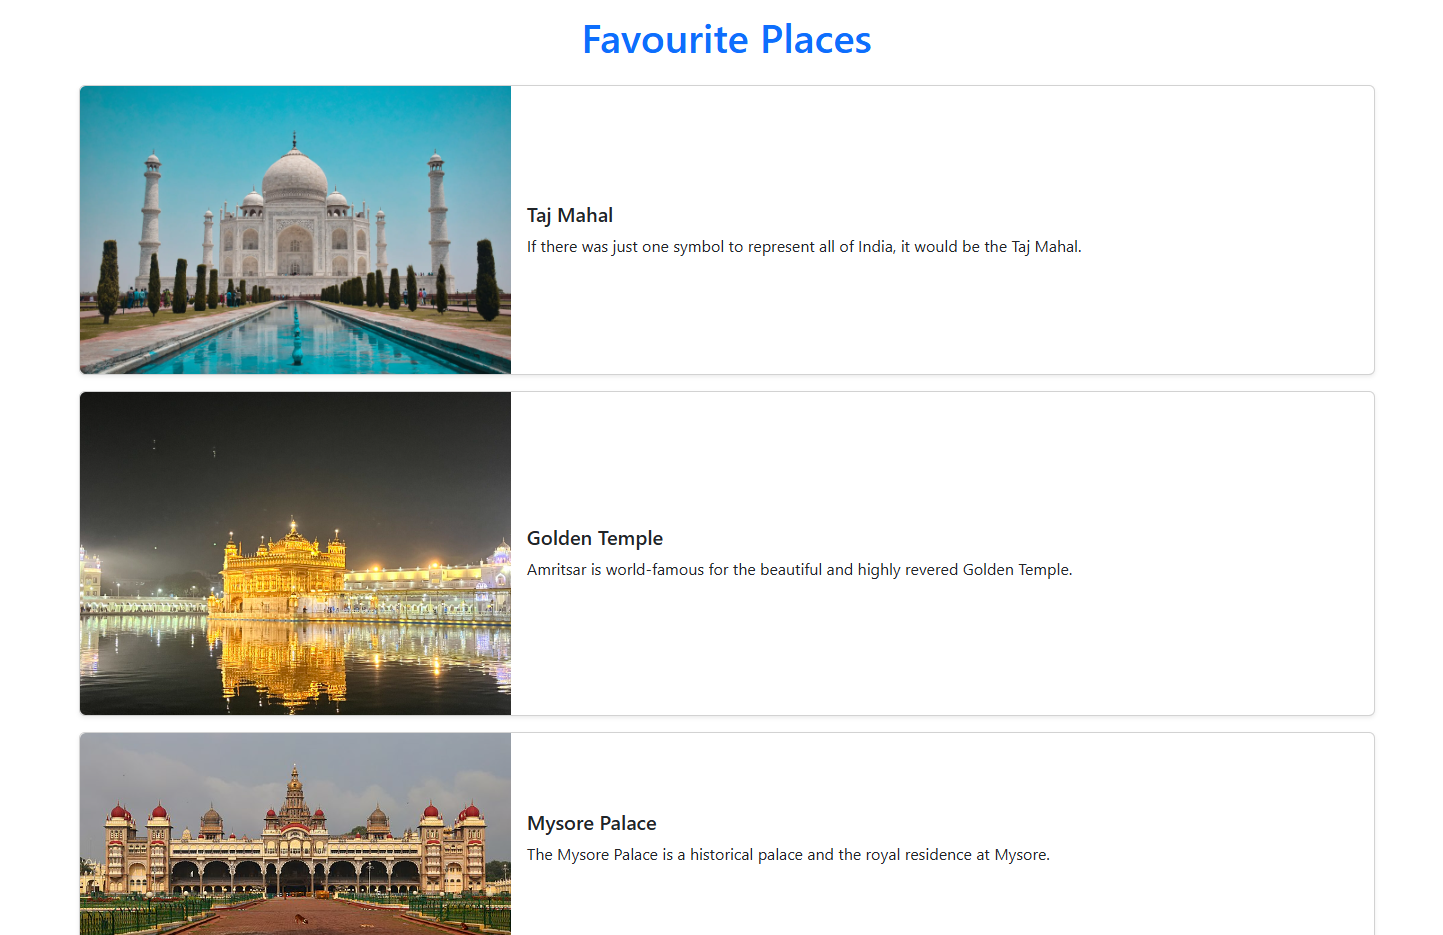 Favourite Places
Taj Mahal
If there was just one symbol to represent all of India, it would be the Taj Mahal.
Golden Temple
Amritsar is world-famous for the beautiful and highly revered Golden Temple.
Mysore Palace
The Mysore Palace is a historical palace and the royal residence at Mysore.